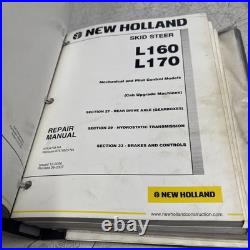 NEW HOLLAND
SKID STEER
L160
L170
Mechanical and Pilot Control Models
(Cab Upgrade Machines)
SECTION 27 - REAR DRIVE AXLE (GEARBOXES)
SECTION 29 - HYDROSTATIC TRANSMISSION
SECTION 33 - BRAKES AND CONTROLS
REPAIR
MANUAL
NEW HOLLAND
www.newhollandconstruction.com